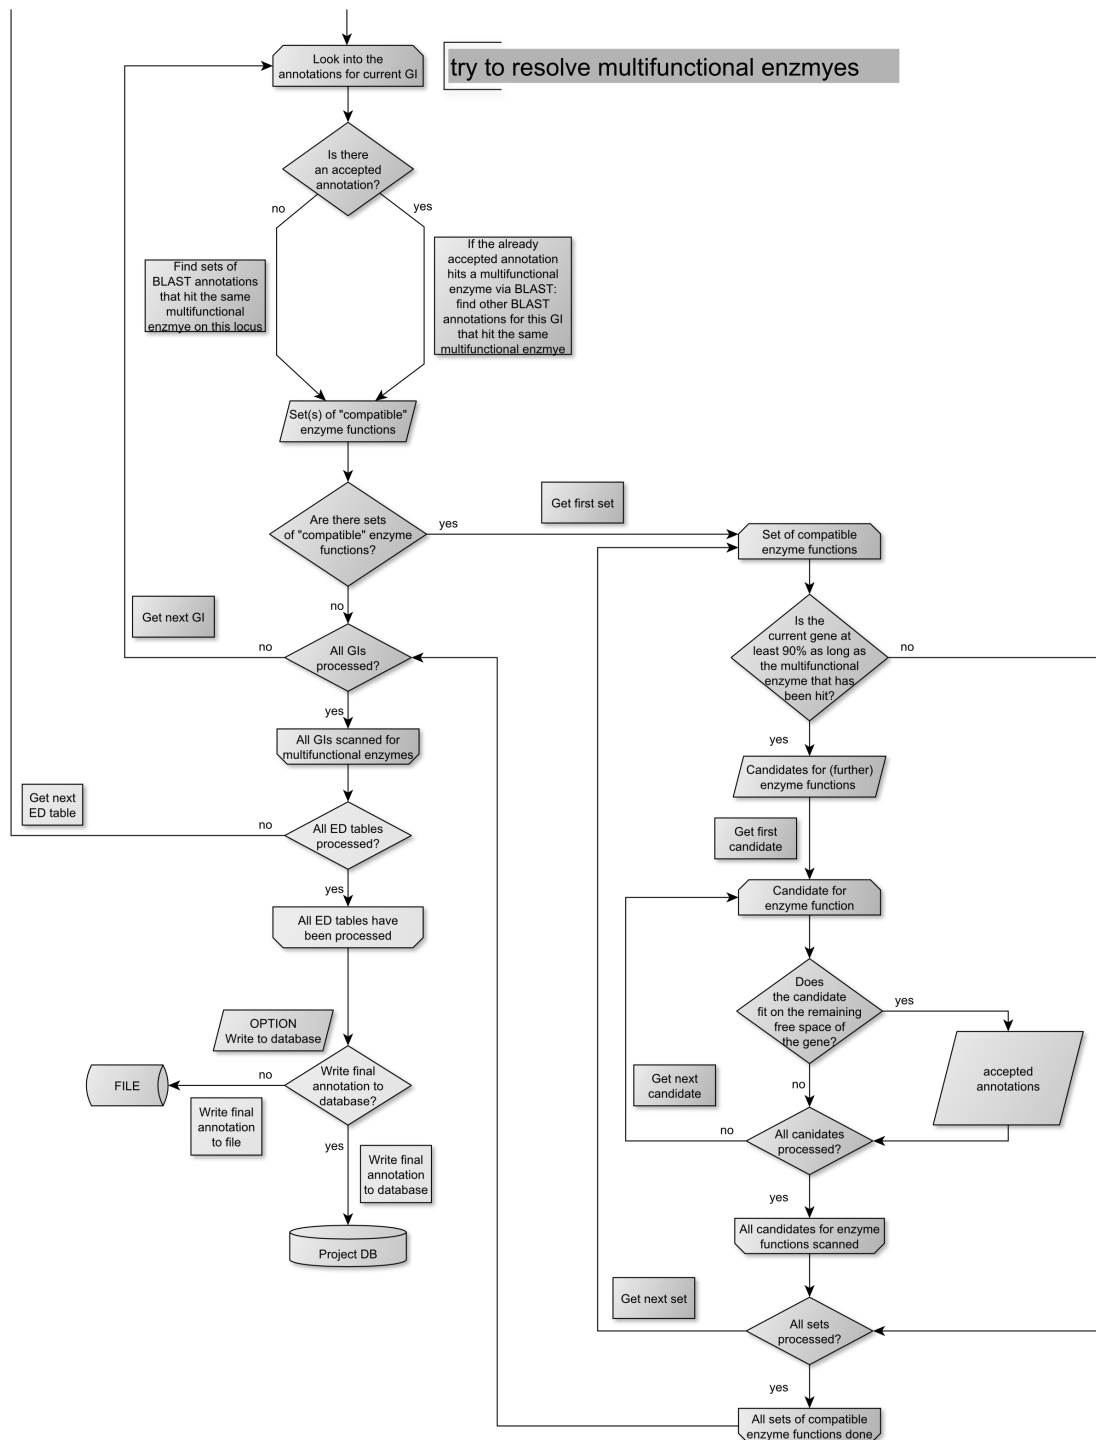 Look into the
annotations for current GI
try to resolve multifunctional enzmyes
Is there
an accepted
annotation?
no
yes
Find sets of
BLAST annotations
that hit the same
multifunctional
enzmye on this locus
If the already
accepted annotation
hits a multifunctional
enzyme via BLAST:
find other BLAST
annotations for this GI
that hit the same
multifunctional enzmye
Set(s) of "compatible"
enzyme functions
Are there sets
of "compatible" enzyme
functions?
yes
Get first set
no
Get next GI
no
All GIs
processed?
yes
All GIs scanned for
multifunctional enzymes
Get next
ED table
no
All ED tables
processed?
yes
All ED tables have
been processed
OPTION
Write to database
Write final
annotation to
database?
no
FILE
Write final
annotation
to file
yes
Write final
annotation
to database
Project DB
Set of compatible
enzyme functions
Is the
current gene at
least 90% as long as
the multifunctional
enzyme that has
been hit?
no
yes
Candidates for (further)
enzyme functions
Get first
candidate
Candidate for
enzyme function
Does
the candidate
fit on the remaining
free space of
the gene?
yes
accepted
annotations
no
Get next
candidate
no
All canidates
processed?
yes
All candidates for enzyme
functions scanned
Get next set
All sets
processed?
yes
All sets of compatible
enzyme functions done